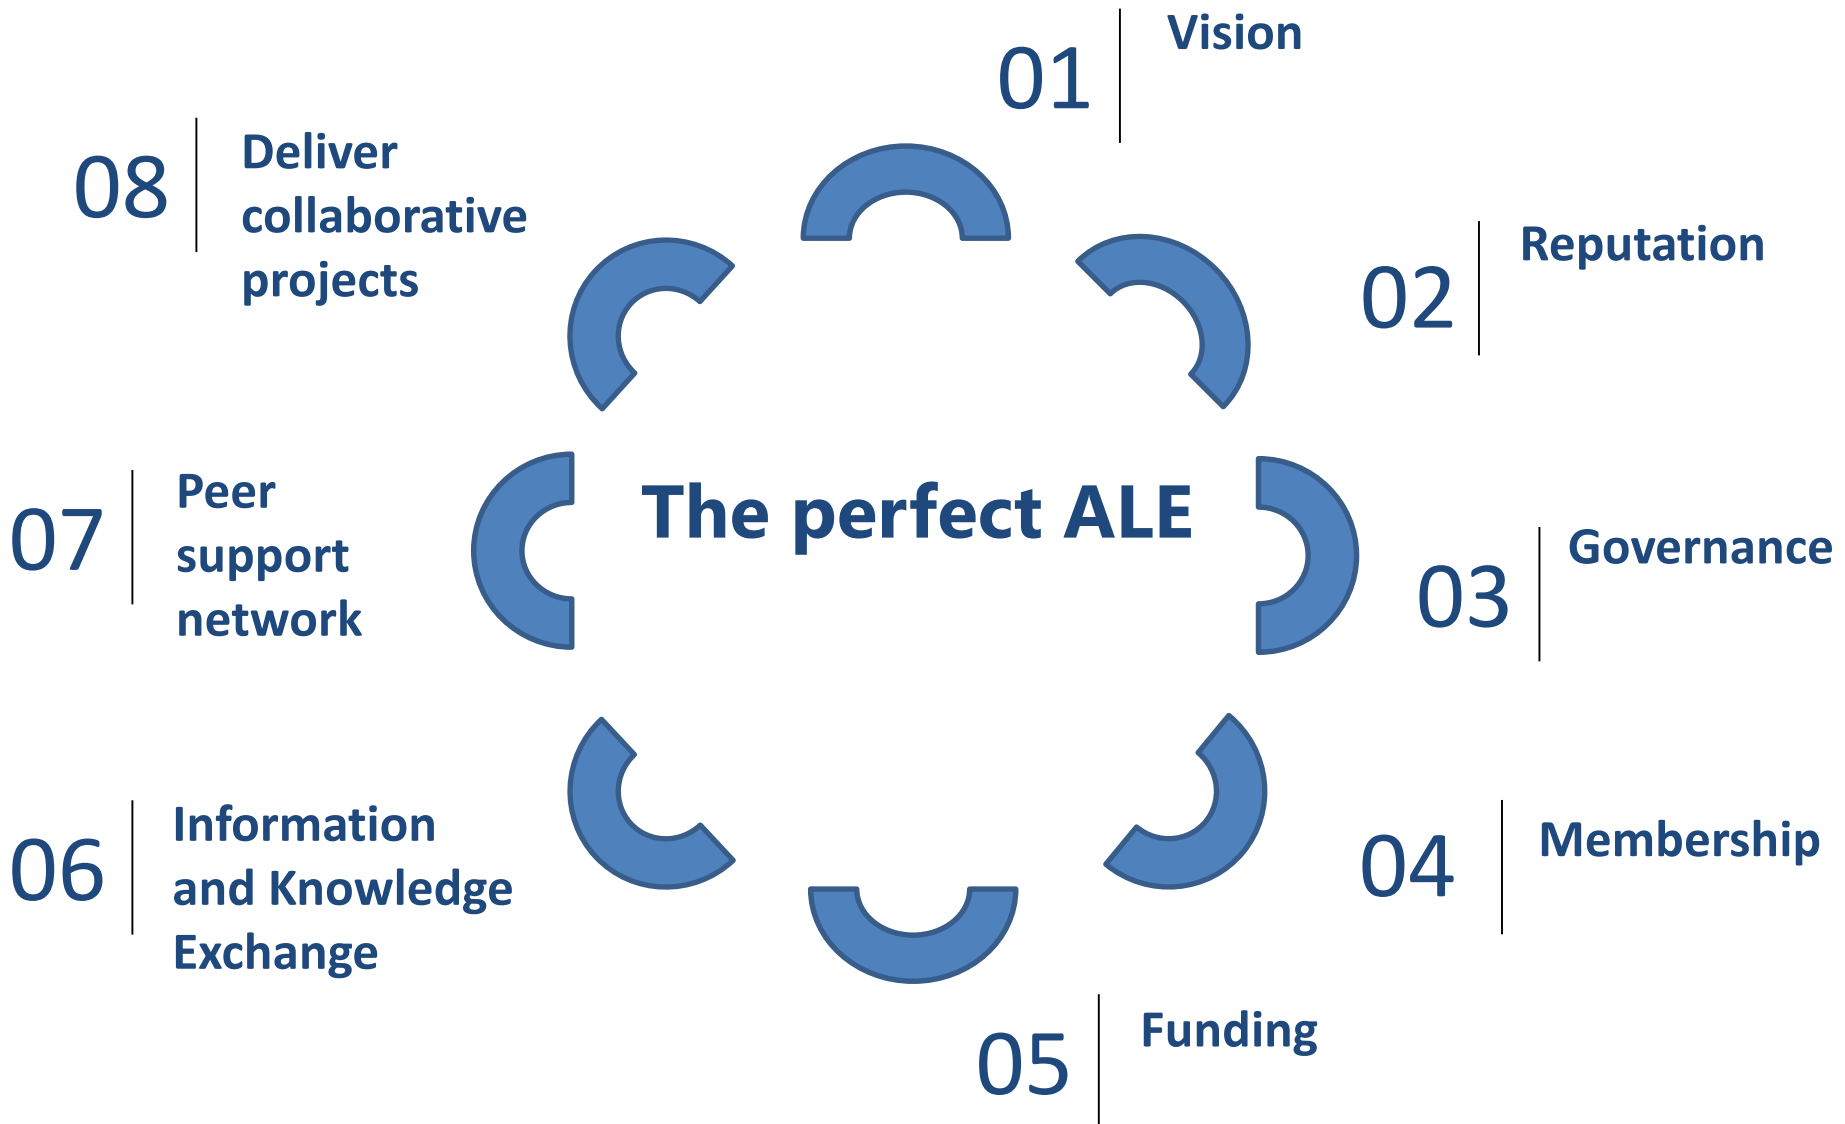 The perfect ALE
01
Vision
02
Reputation
03
Governance
04
Membership
05
Funding
06
Information
and Knowledge
Exchange
07
Peer
support
network
08
Deliver
collaborative
projects